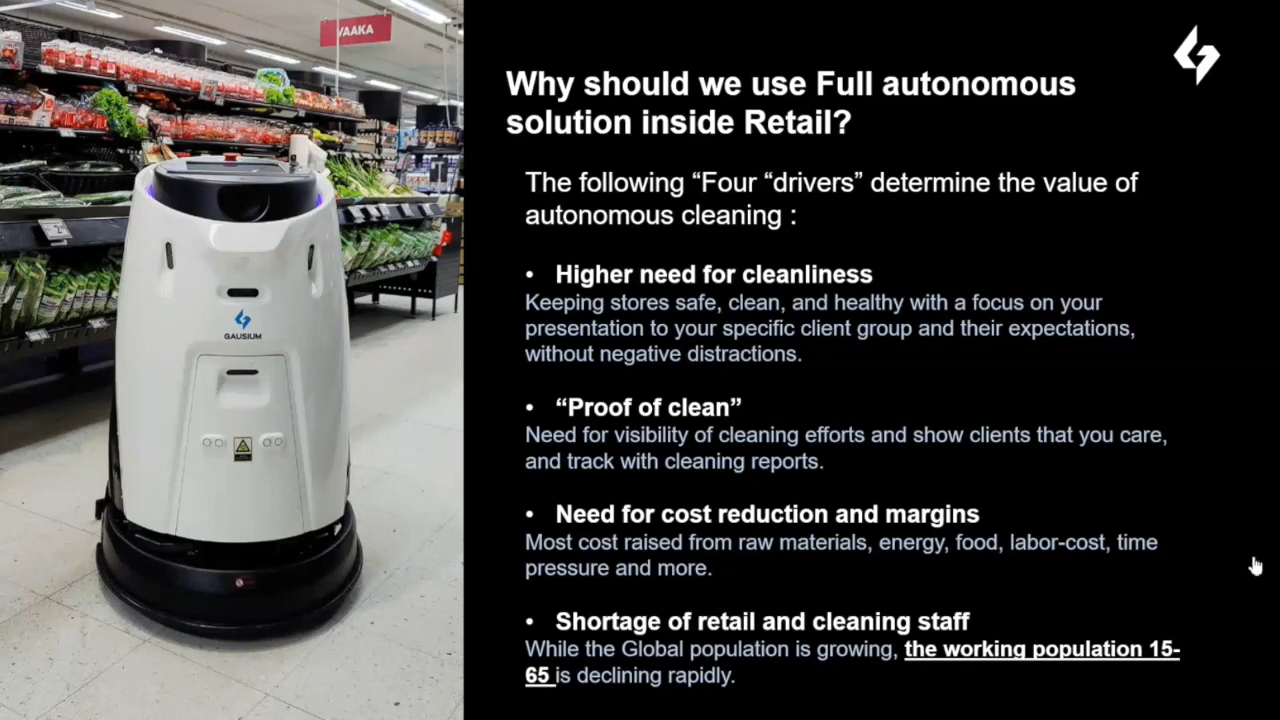 VAAKA
GAUSIUM
Why should we use Full autonomous
solution inside Retail?
The following “Four “drivers” determine the value of
autonomous cleaning :
• Higher need for cleanliness
Keeping stores safe, clean, and healthy with a focus on your
presentation to your specific client group and their expectations,
without negative distractions.
• “Proof of clean”
Need for visibility of cleaning efforts and show clients that you care,
and track with cleaning reports.
• Need for cost reduction and margins
Most cost raised from raw materials, energy, food, labor-cost, time
pressure and more.
• Shortage of retail and cleaning staff
While the Global population is growing, the working population 15-
65 is declining rapidly.